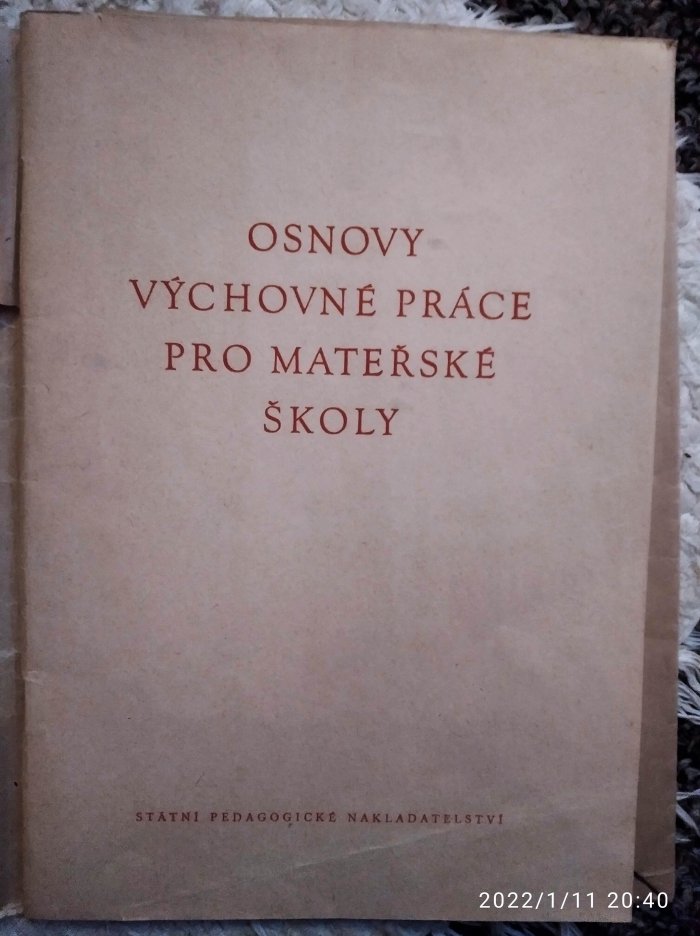 OSNOVY
VÝCHOVNÉ PRÁCE
PRO MATEŘSKÉ
ŠKOLY
STÁTNÍ PEDAGOGICKÉ NAKLADATELSTVÍ
2022/1/11 20:40